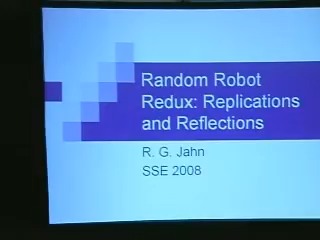 Random Robot
Redux: Replications
and Reflections
R. G. Jahn
SSE 2008